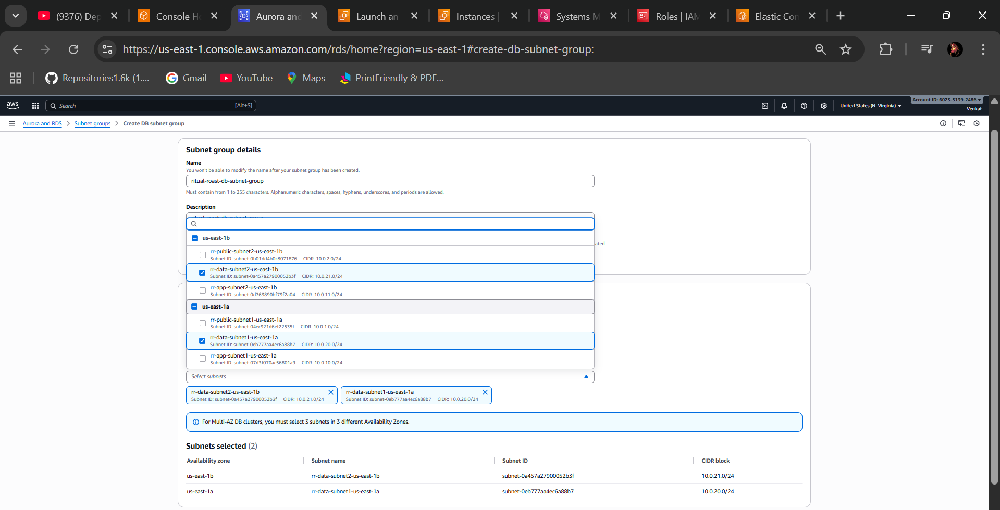 (9376) Dep
Console Ho
Aurora and
Launch an
Instances |
Systems M
Roles | IAM
Elastic Con
https://us-east-1.console.aws.amazon.com/rds/home?region=us-east-1#create-db-subnet-group:
Repositories1.6k (1....
Gmail
YouTube
Maps
PrintFriendly & PDF...
aws
Search
[Alt+S]
United States (N. Virginia)
Account ID: 6023-5139-2486
Venkat
Aurora and RDS
Subnet groups
Create DB subnet group
Subnet group details
Name
You won't be able to modify the name after your subnet group has been created.
ritual-roast-db-subnet-group
Must contain from 1 to 255 characters. Alphanumeric characters, spaces, hyphens, underscores, and periods are allowed.
Description
us-east-1b
eated.
rr-public-subnet2-us-east-1b
Subnet ID: subnet-0b01dd4b0c8071876 CIDR: 10.0.2.0/24
rr-data-subnet2-us-east-1b
Subnet ID: subnet-0a457a27900052b3f CIDR: 10.0.21.0/24
rr-app-subnet2-us-east-1b
Subnet ID: subnet-0d763890bf79f2a04 CIDR: 10.0.11.0/24
us-east-1a
rr-public-subnet1-us-east-1a
Subnet ID: subnet-04ec921d6ef22535f CIDR: 10.0.1.0/24
rr-data-subnet1-us-east-1a
Subnet ID: subnet-0eb777aa4ec6a88b7 CIDR: 10.0.20.0/24
rr-app-subnet1-us-east-1a
Subnet ID: subnet-07d3f070ac56801a9 CIDR: 10.0.10.0/24
Select subnets
rr-data-subnet2-us-east-1b
Subnet ID: subnet-0a457a27900052b3f CIDR: 10.0.21.0/24
rr-data-subnet1-us-east-1a
Subnet ID: subnet-0eb777aa4ec6a88b7 CIDR: 10.0.20.0/24
For Multi-AZ DB clusters, you must select 3 subnets in 3 different Availability Zones.
Subnets selected (2)
Availability zone Subnet name Subnet ID CIDR block
us-east-1b rr-data-subnet2-us-east-1b subnet-0a457a27900052b3f 10.0.21.0/24
us-east-1a rr-data-subnet1-us-east-1a subnet-0eb777aa4ec6a88b7 10.0.20.0/24